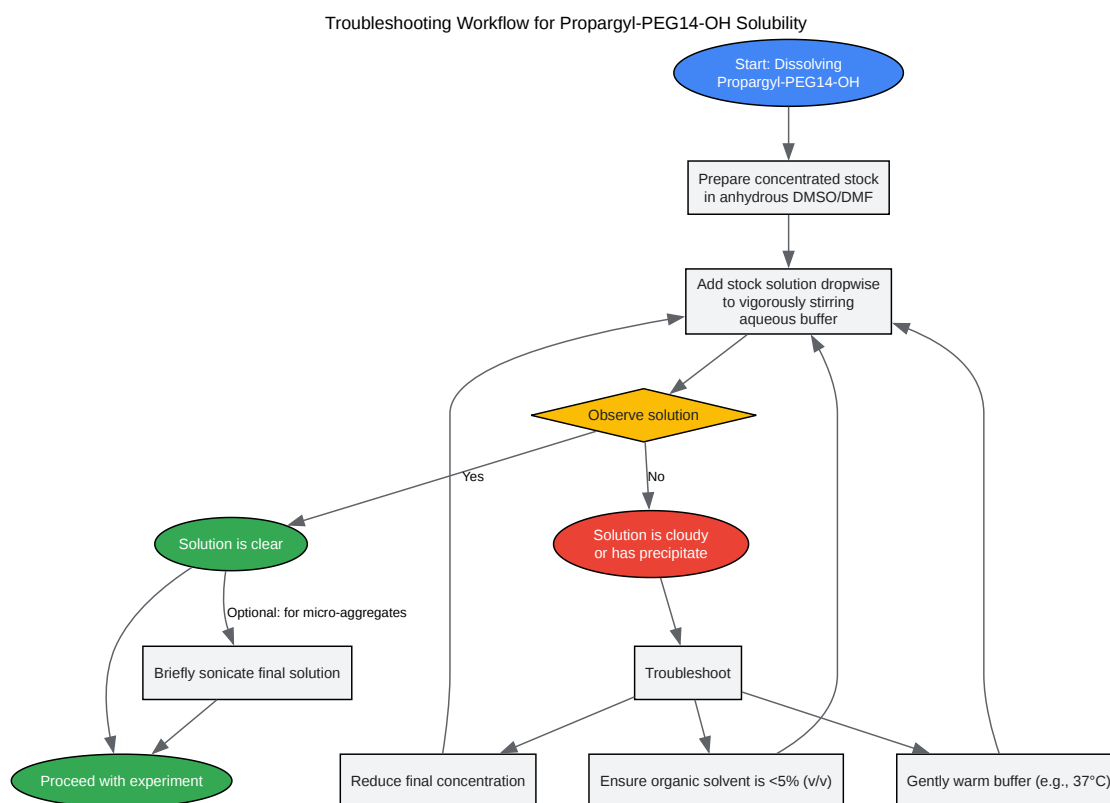 Troubleshooting Workflow for Propargyl-PEG14-OH Solubility
Start: Dissolving
Propargyl-PEG14-OH
Prepare concentrated stock
in anhydrous DMSO/DMF
Add stock solution dropwise
to vigorously stirring
aqueous buffer
Observe solution
Yes
No
Solution is clear
Solution is cloudy
or has precipitate
Optional: for micro-aggregates
Briefly sonicate final solution
Troubleshoot
Proceed with experiment
Reduce final concentration
Ensure organic solvent is <5% (v/v)
Gently warm buffer (e.g., 37°C)